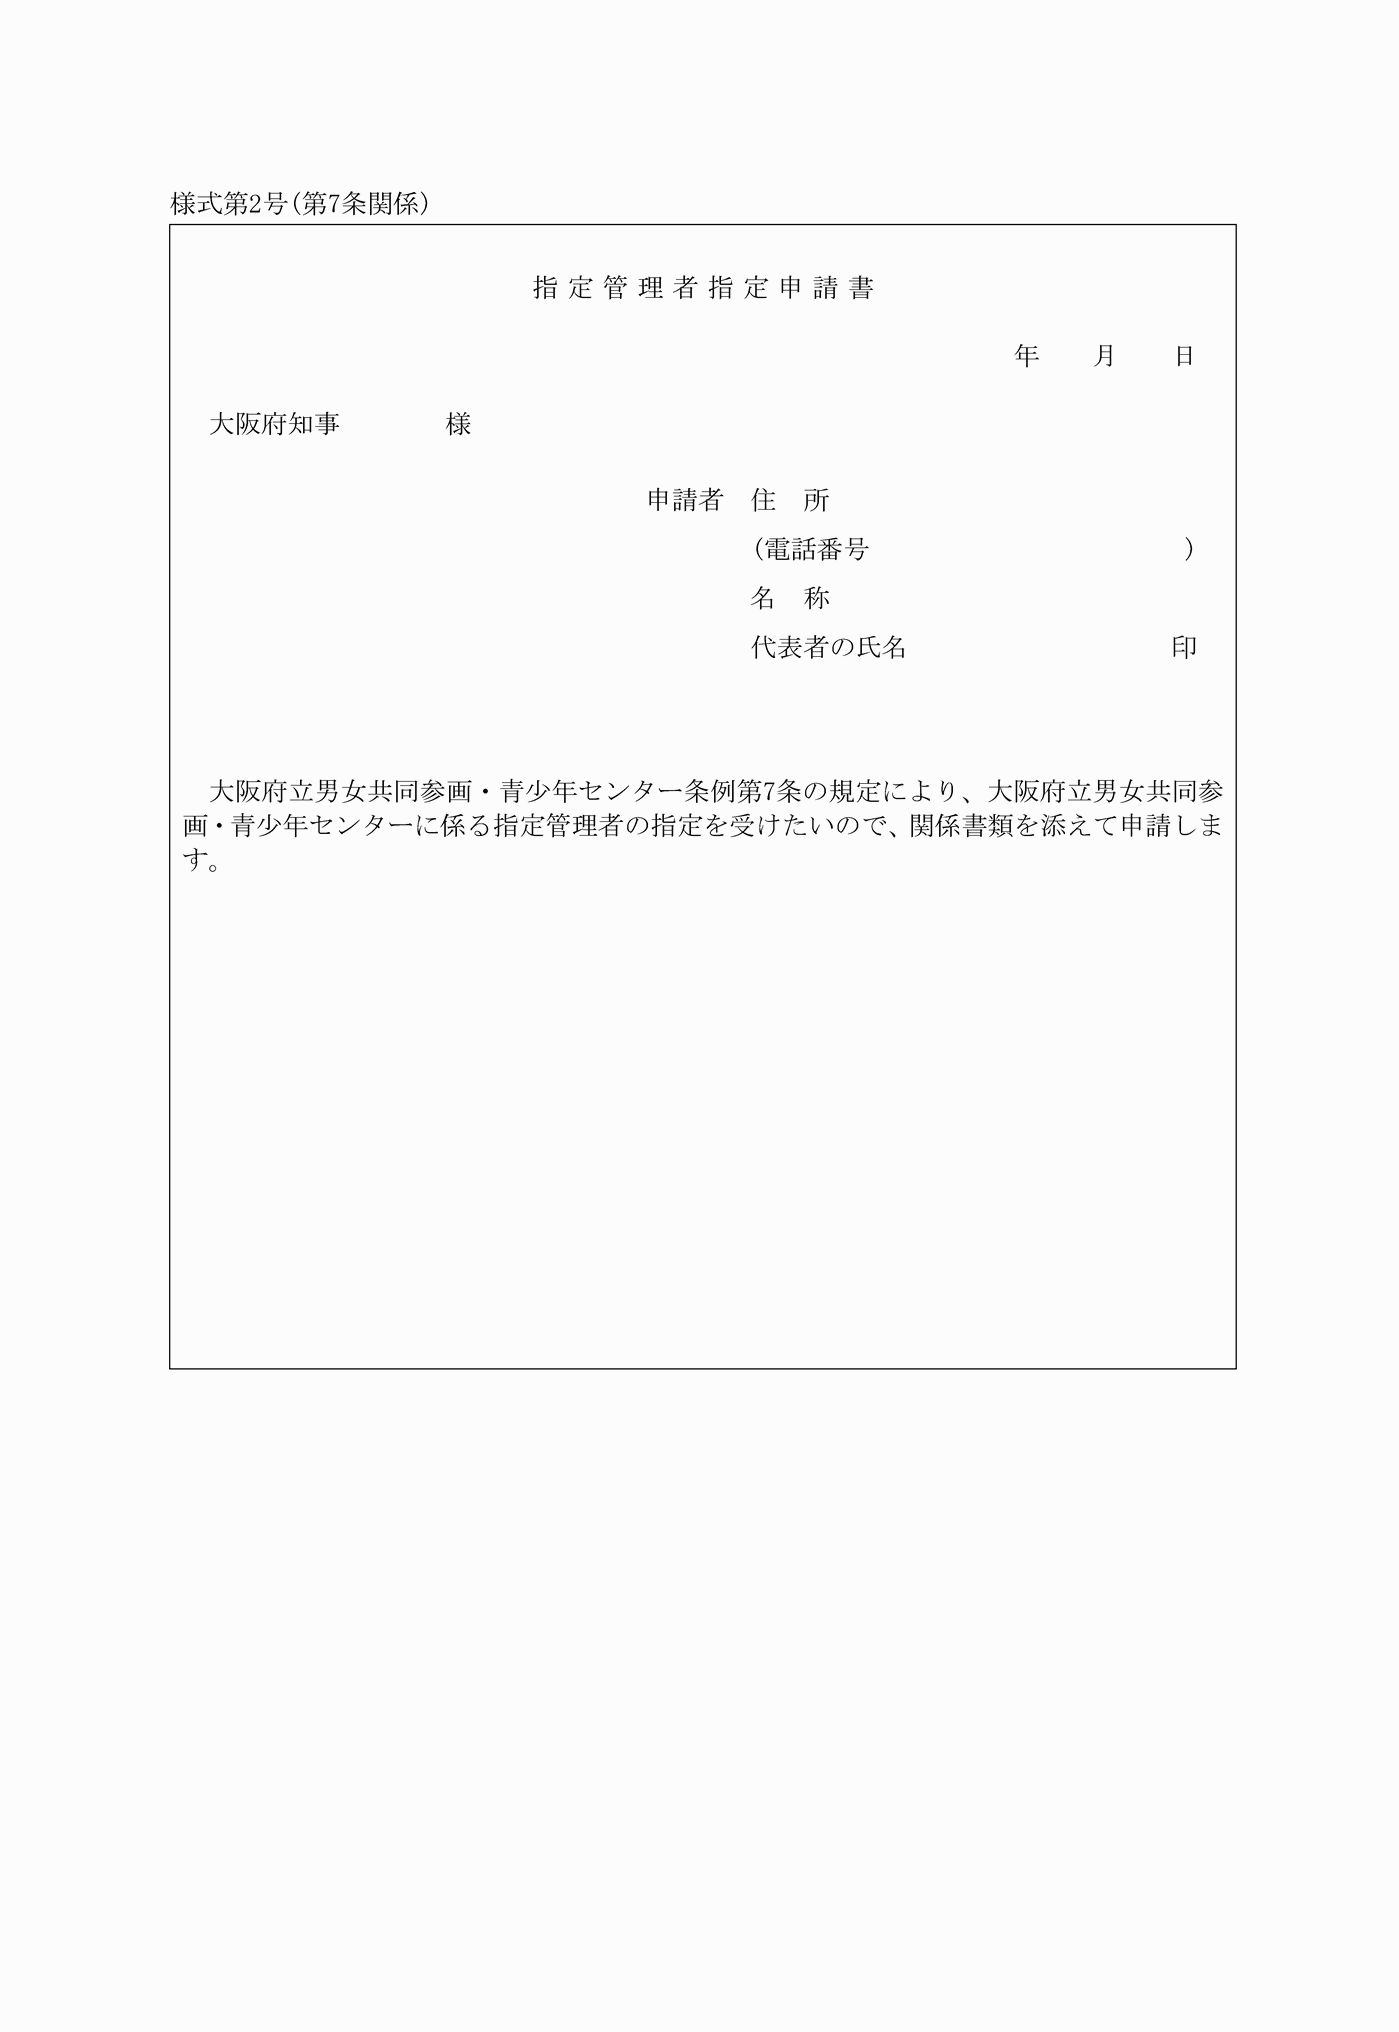 様式第2号(第7条関係)
指定管理者指定申請書
年　　月　　日
大阪府知事　　　　様
申請者　住　所
(電話番号　　　　　　　　　　　　)
名　称
代表者の氏名　　　　　　　　　　印
大阪府立男女共同参画・青少年センター条例第7条の規定により、大阪府立男女共同参
画・青少年センターに係る指定管理者の指定を受けたいので、関係書類を添えて申請しま
す。